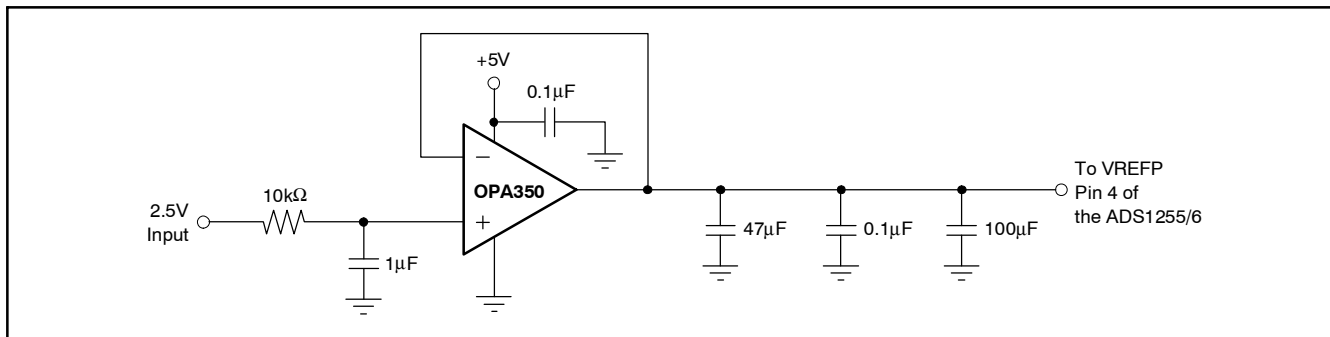 +5V
0.1μF
10kΩ
2.5V
Input
1μF
−
OPA350
+
47μF
0.1μF
100μF
To VREFP
Pin 4 of
the ADS1255/6